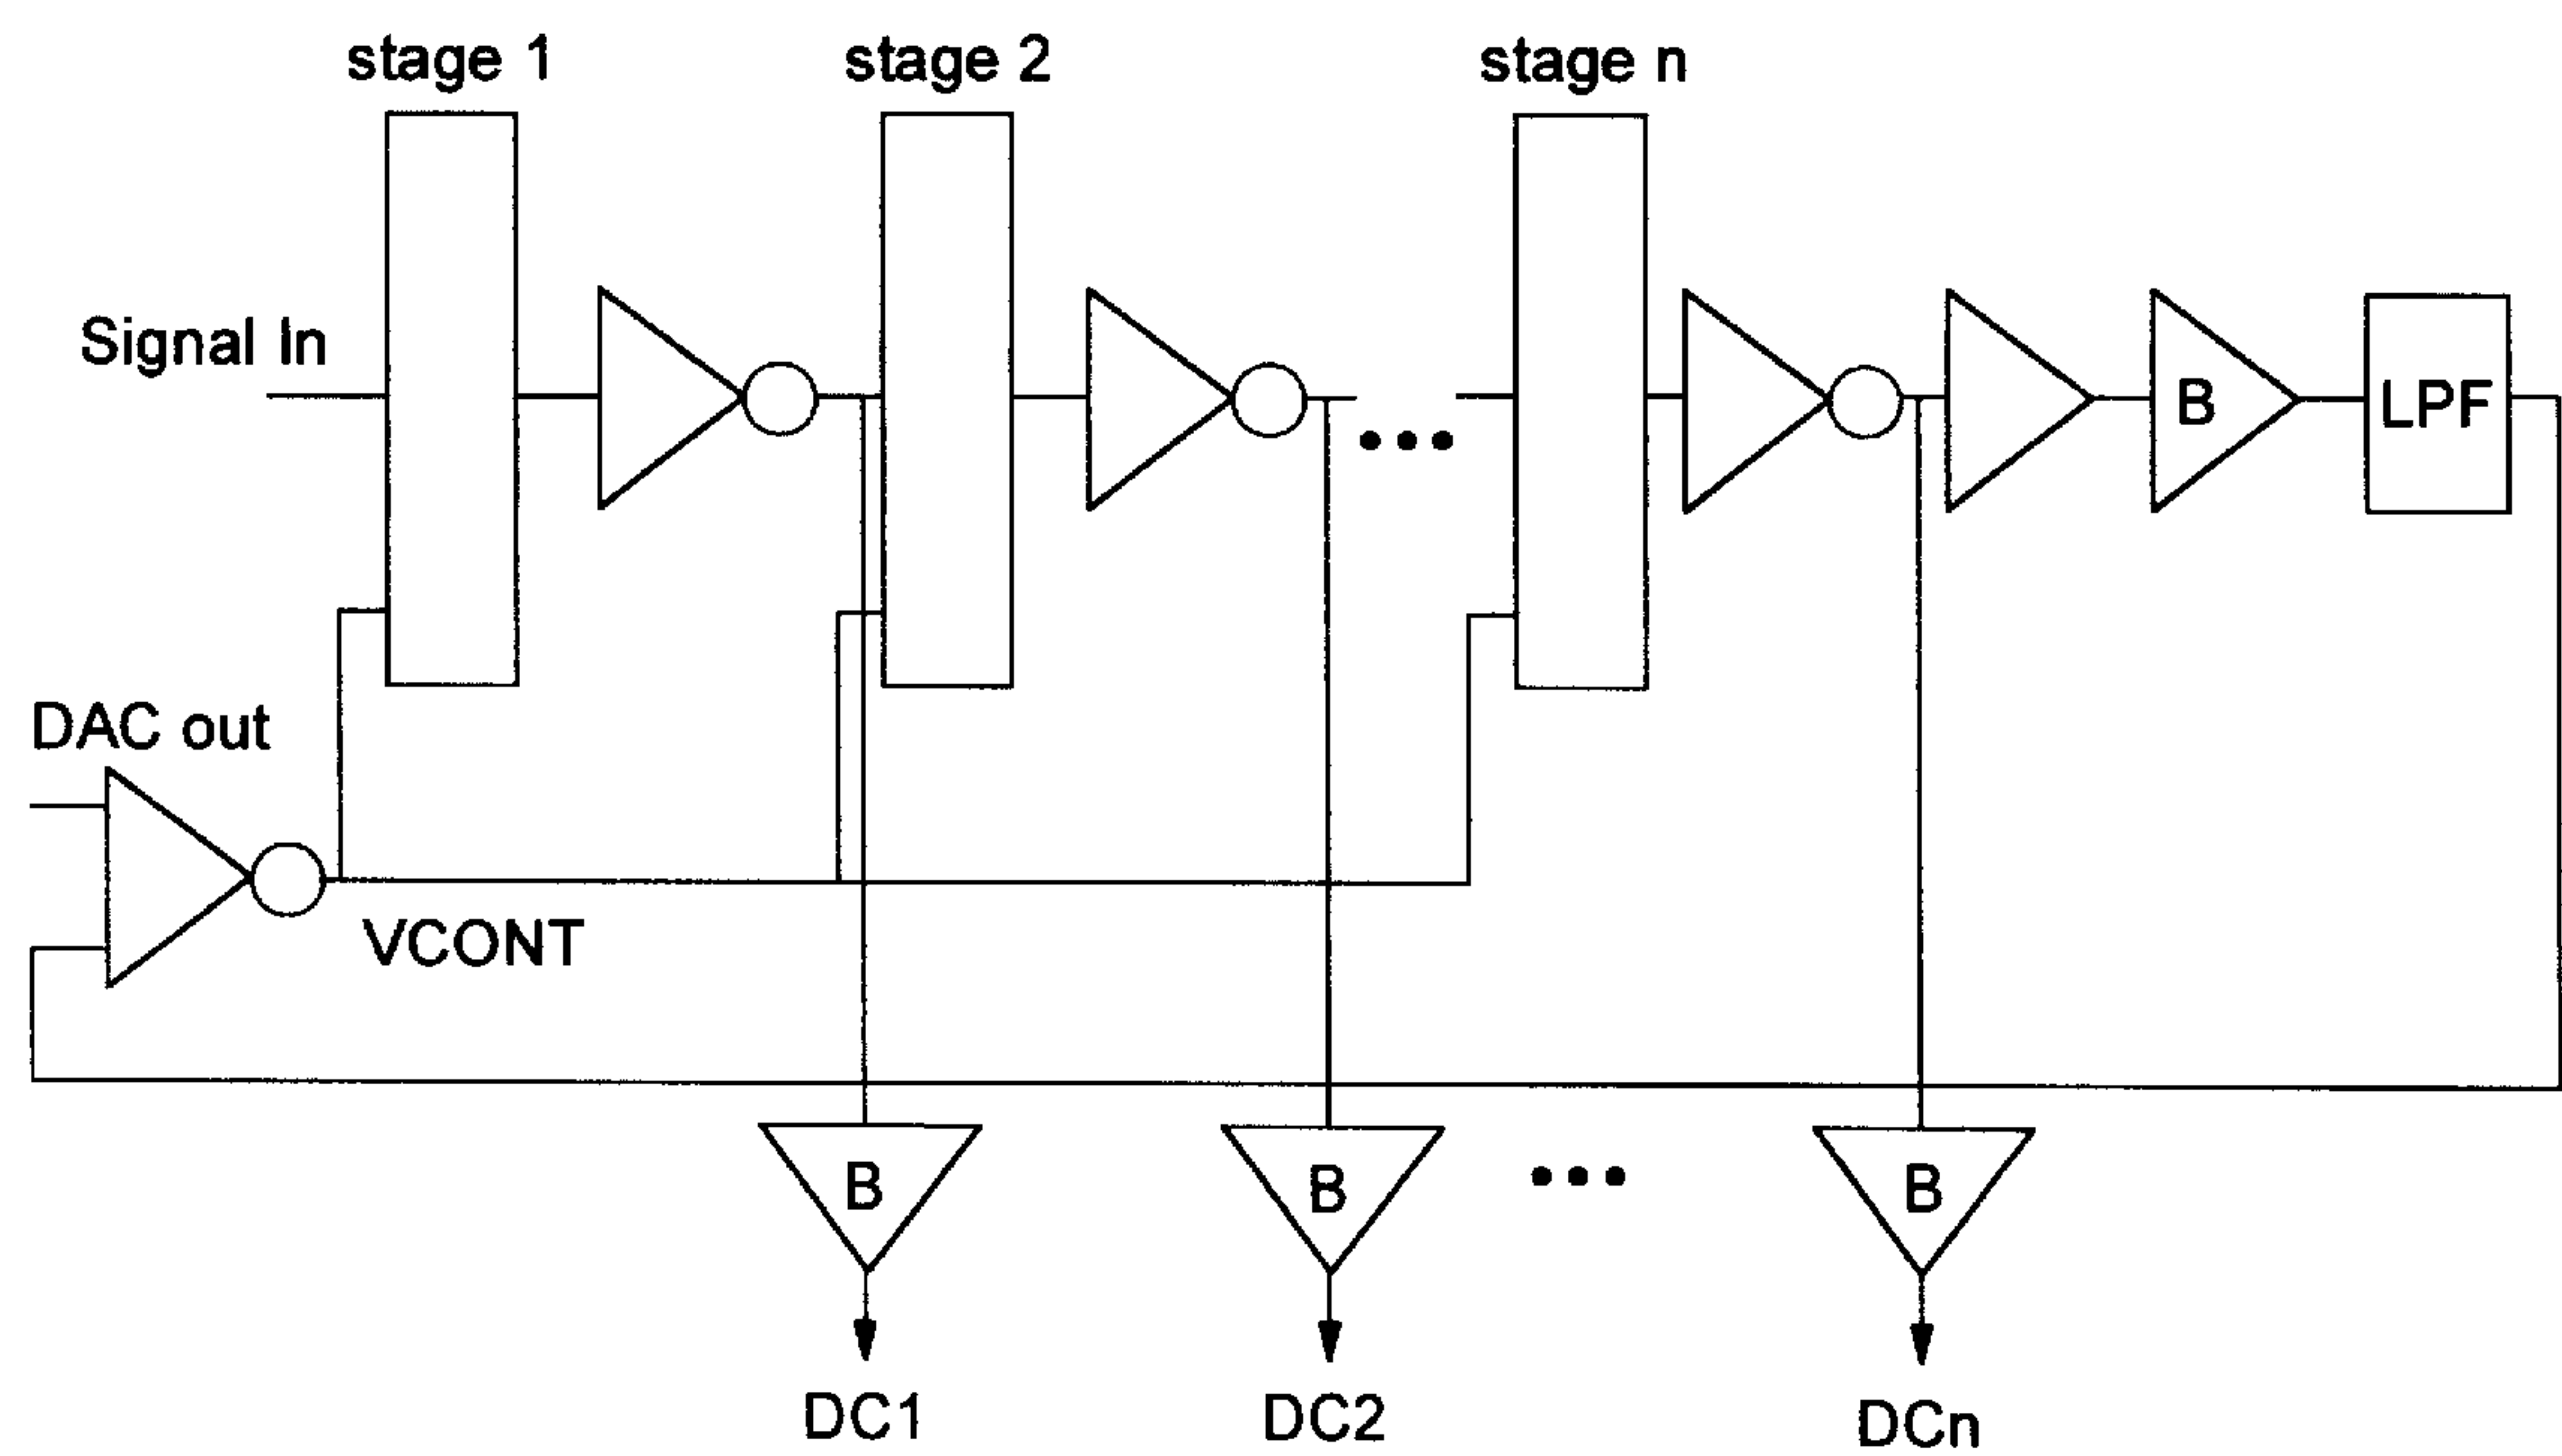 stage 1
stage 2
stage n
Signal In
B
LPF
DAC out
VCONT
B
B
B
DC1
DC2
DCn